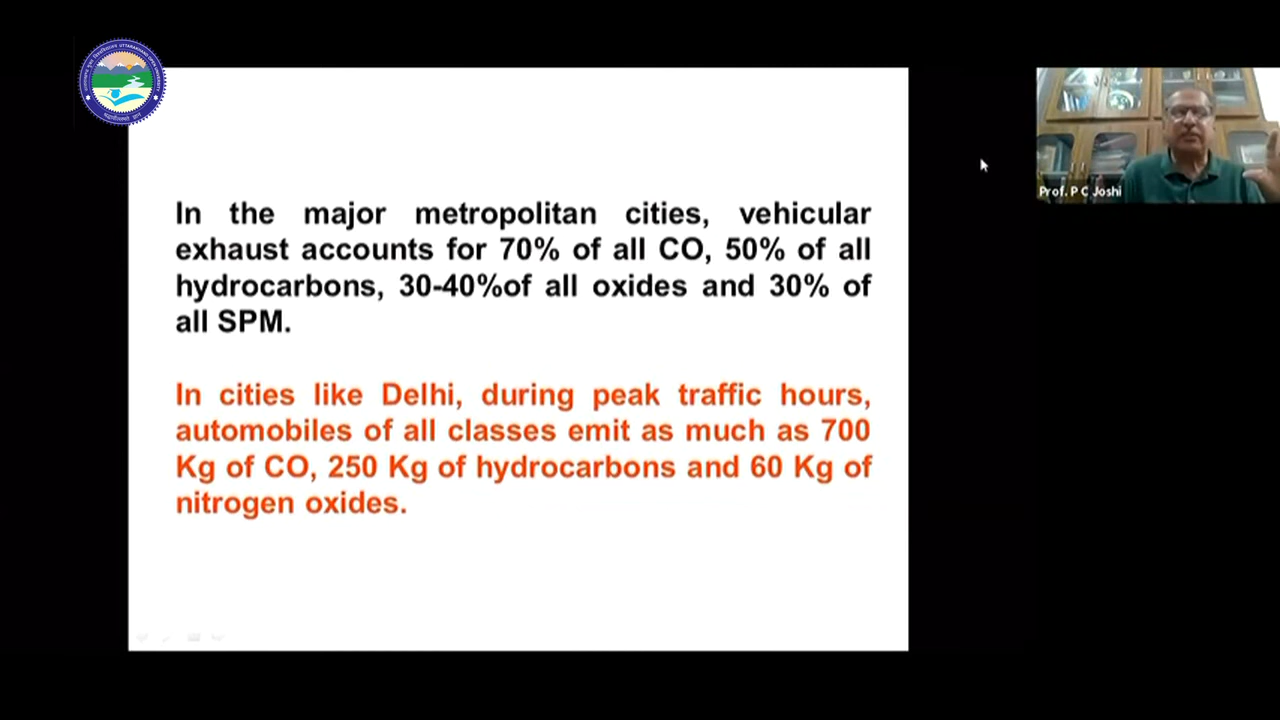 In the major metropolitan cities, vehicular
exhaust accounts for 70% of all CO, 50% of all
hydrocarbons, 30-40%of all oxides and 30% of
all SPM.
In cities like Delhi, during peak traffic hours,
automobiles of all classes emit as much as 700
Kg of CO, 250 Kg of hydrocarbons and 60 Kg of
nitrogen oxides.
Prof. P C Joshi